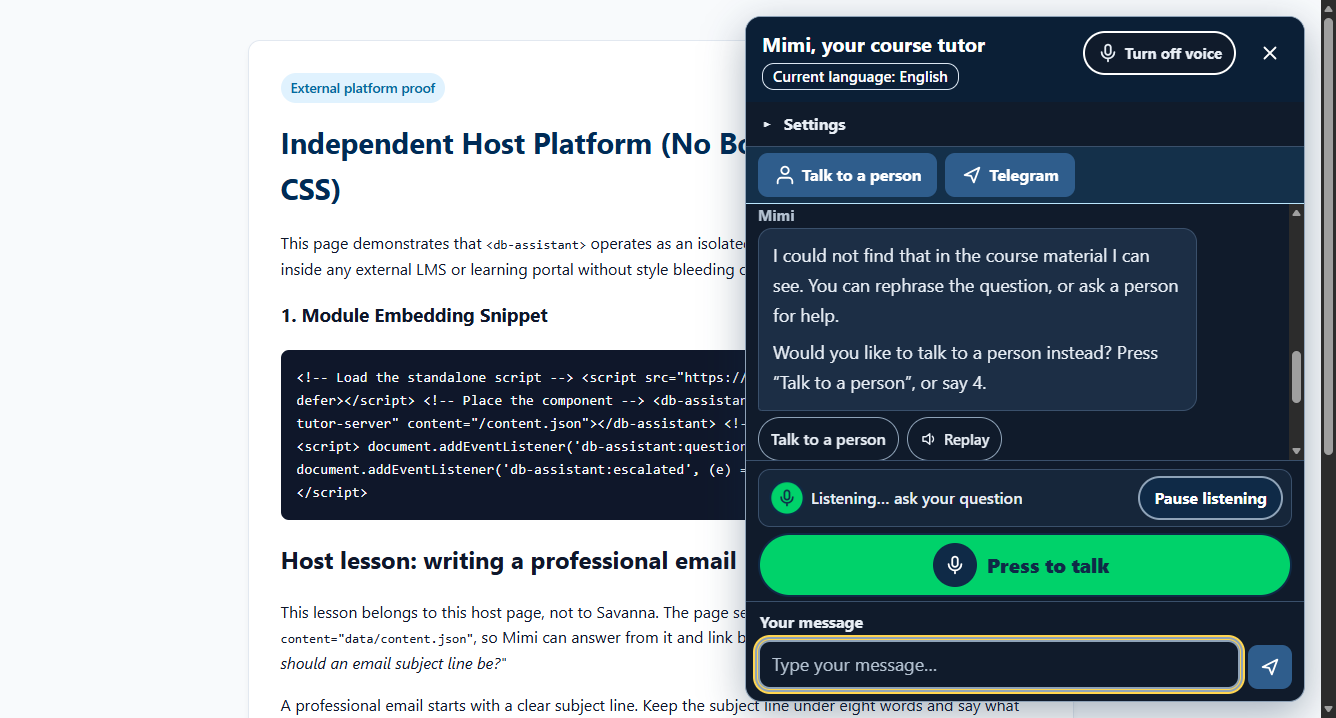 External platform proof
Independent Host Platform (No Bo
CSS)
This page demonstrates that <db-assistant> operates as an isolate
inside any external LMS or learning portal without style bleeding
1. Module Embedding Snippet
<!-- Load the standalone script --> <script src="https:/
defer></script> <!-- Place the component --> <db-assistan
tutor-server" content="/content.json"></db-assistant> <!-
<script> document.addEventListener('db-assistant:question
document.addEventListener('db-assistant:escalated', (e) =
</script>
Host lesson: writing a professional email
This lesson belongs to this host page, not to Savanna. The page se
content="data/content.json", so Mimi can answer from it and link b
should an email subject line be?"
A professional email starts with a clear subject line. Keep the subject line under eight words and say what
Mimi, your course tutor
Current language: English
Turn off voice
Settings
Talk to a person
Telegram
Mimi
I could not find that in the course material I can
see. You can rephrase the question, or ask a person
for help.
Would you like to talk to a person instead? Press
“Talk to a person”, or say 4.
Talk to a person
Replay
Listening... ask your question
Pause listening
Press to talk
Your message
Type your message...